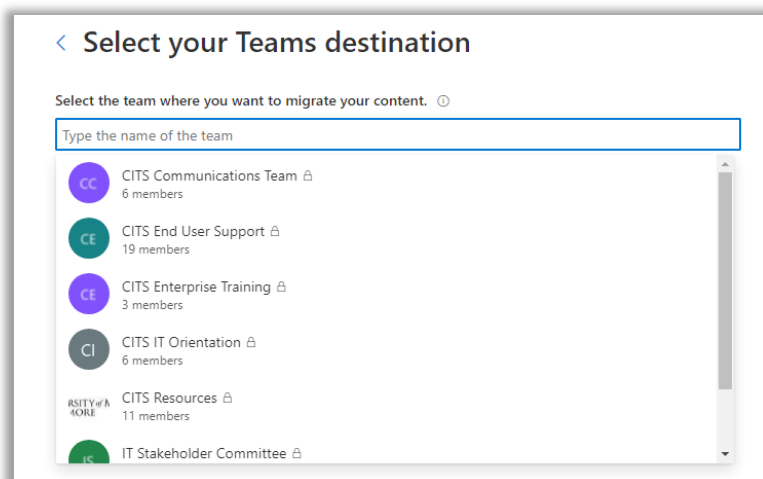 Select your Teams destination
Select the team where you want to migrate your content.
Type the name of the team
CC CITS Communications Team
6 members
CE CITS End User Support
19 members
CE CITS Enterprise Training
3 members
CI CITS IT Orientation
6 members
CITS Resources
11 members
IS IT Stakeholder Committee